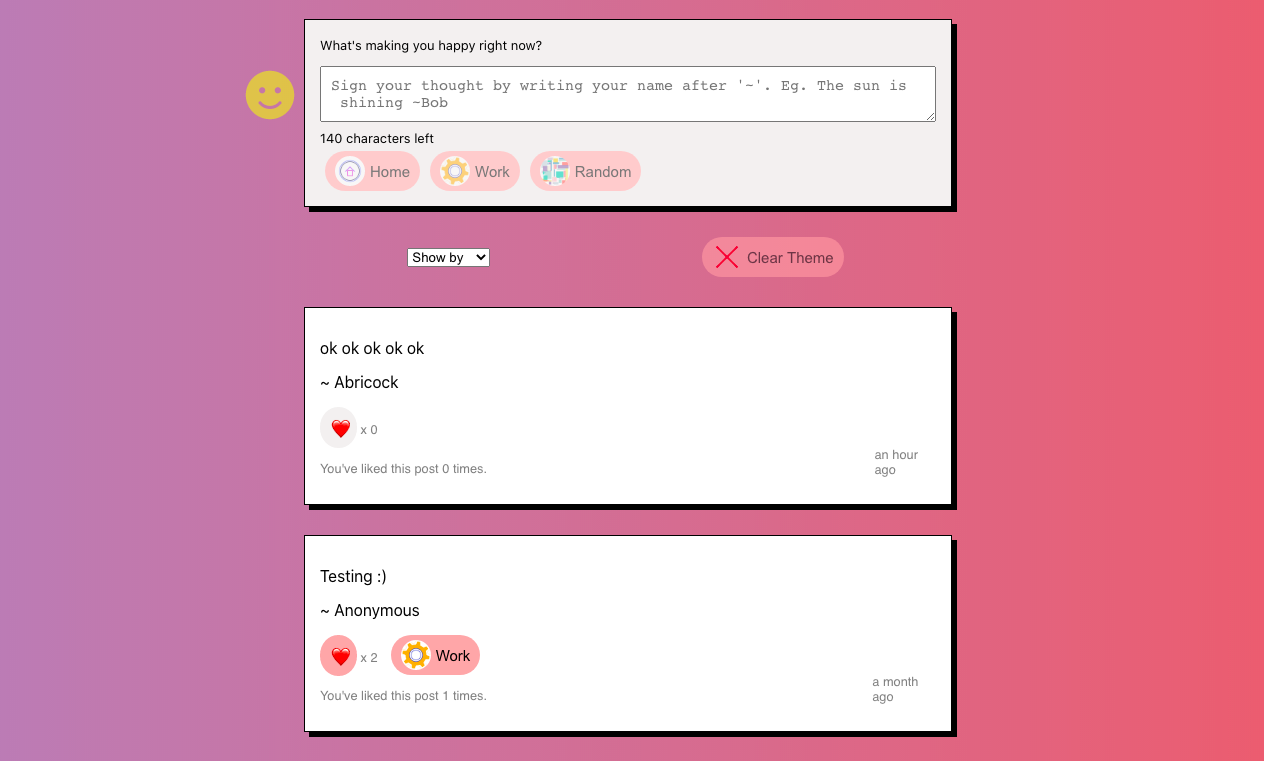 What's making you happy right now?
Sign your thought by writing your name after '~'. Eg. The sun is
shining ~Bob
140 characters left
Home Work Random
Show by Clear Theme
ok ok ok ok ok
~ Abricock
x 0
an hour
ago
You've liked this post 0 times.
Testing :)
~ Anonymous
x 2 Work
a month
ago
You've liked this post 1 times.